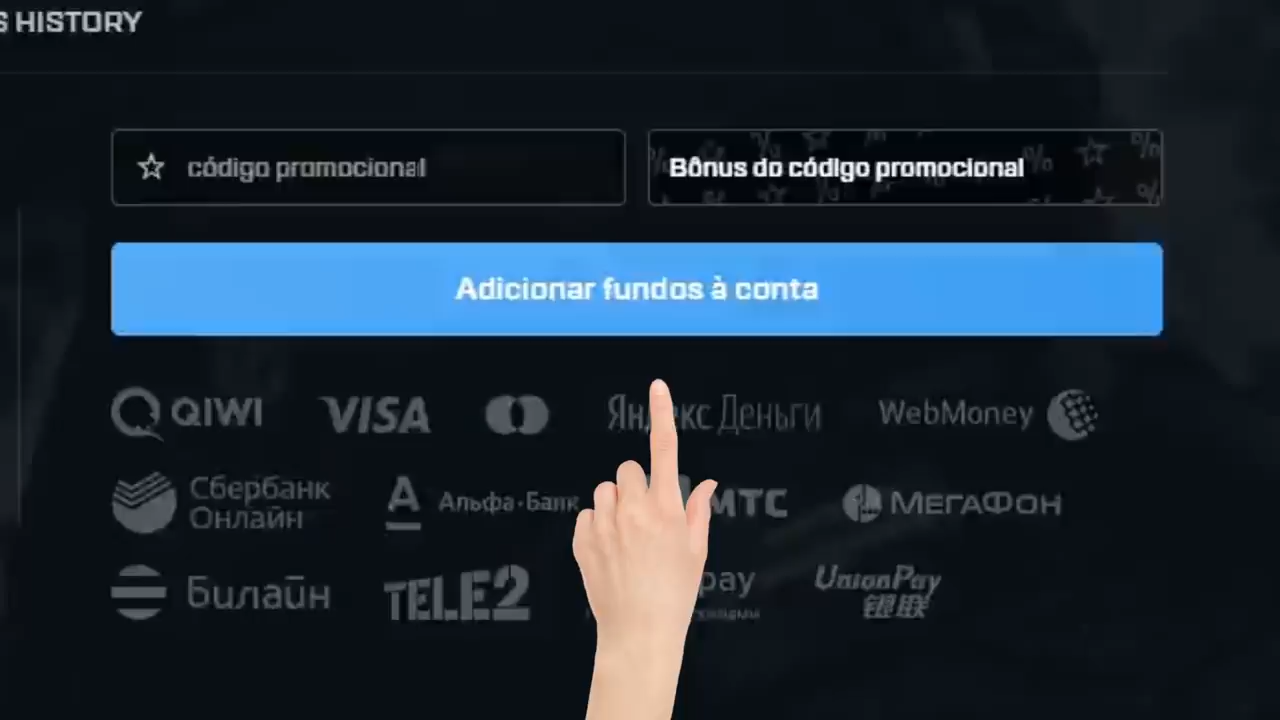 S HISTORY
código promocional
Bônus do código promocional
Adicionar fundos à conta
QIWI
VISA
Деньги
WebMoney
Сбербанк
Онлайн
Альфа·Банк
МТС
МЕГАФОН
Билайн
TELE2
pay
UnionPay
银联